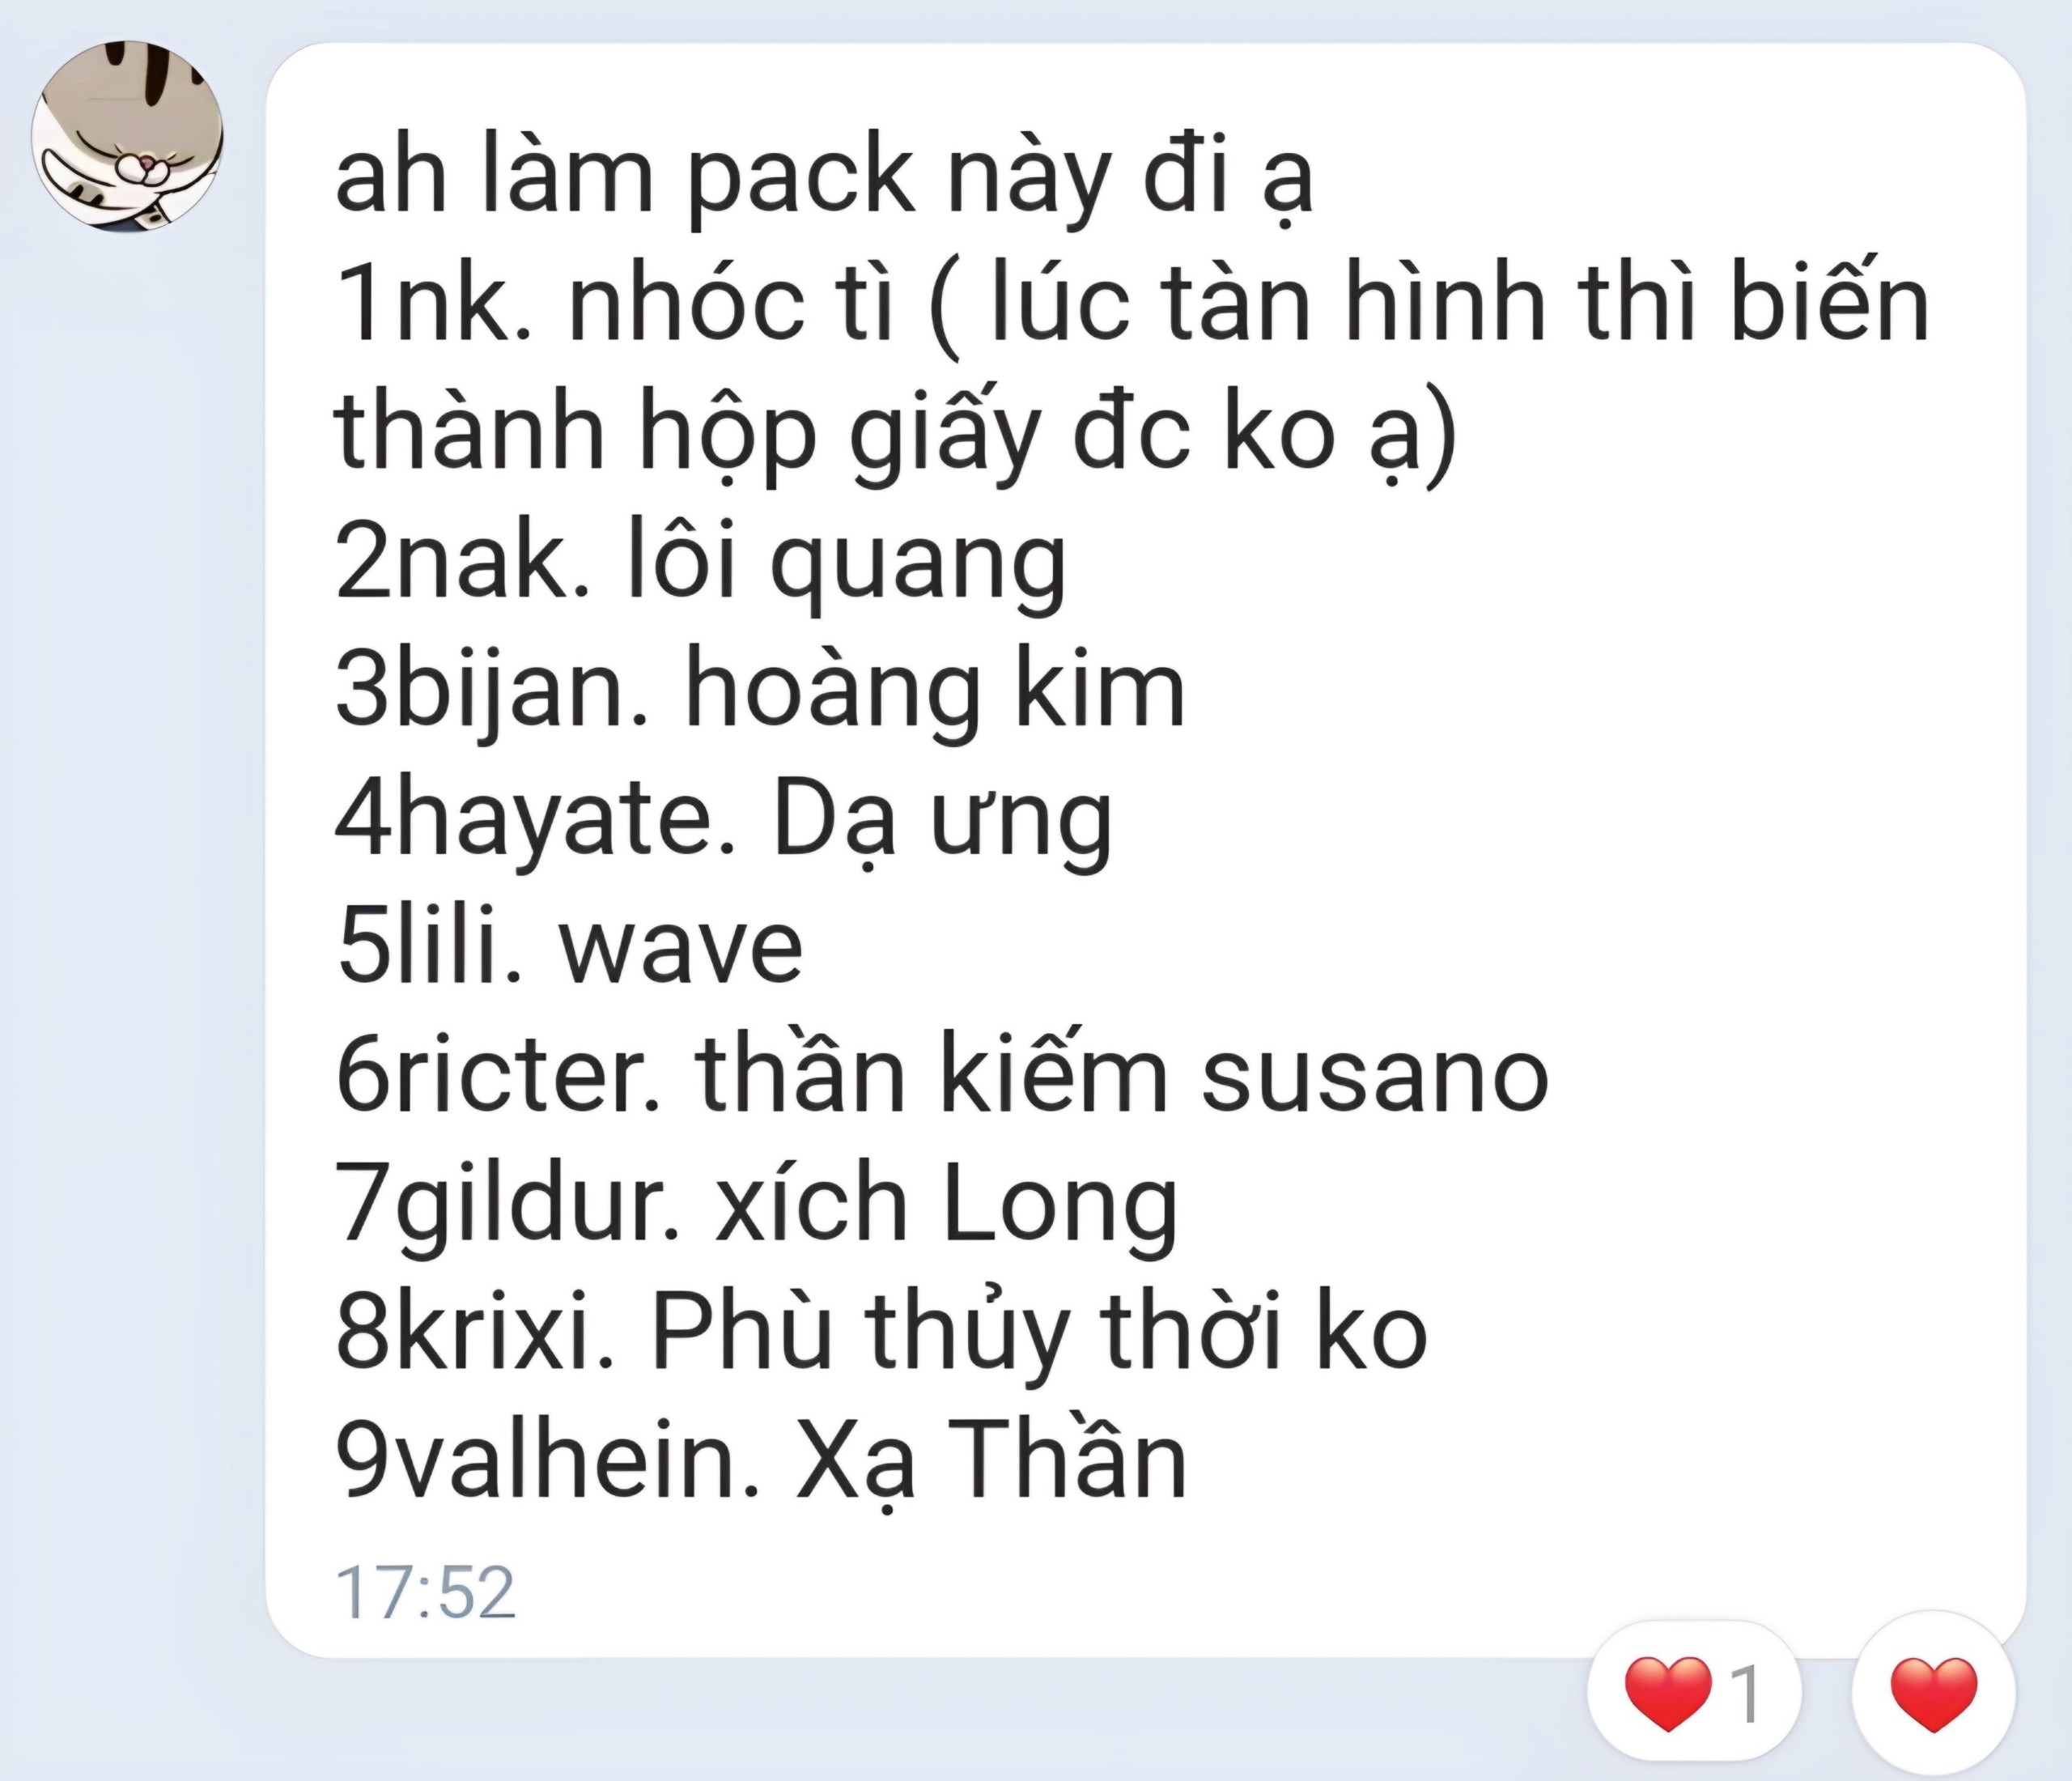 ah làm pack này đi ạ
1nk. nhóc tì ( lúc tàn hình thì biến
thành hộp giấy đc ko ạ)
2nak. lôi quang
3bijan. hoàng kim
4hayate. Dạ ưng
5lili. wave
6ricter. thần kiếm susano
7gildur. xích Long
8krixi. Phù thủy thời ko
9valhein. Xạ Thần
17:52
1